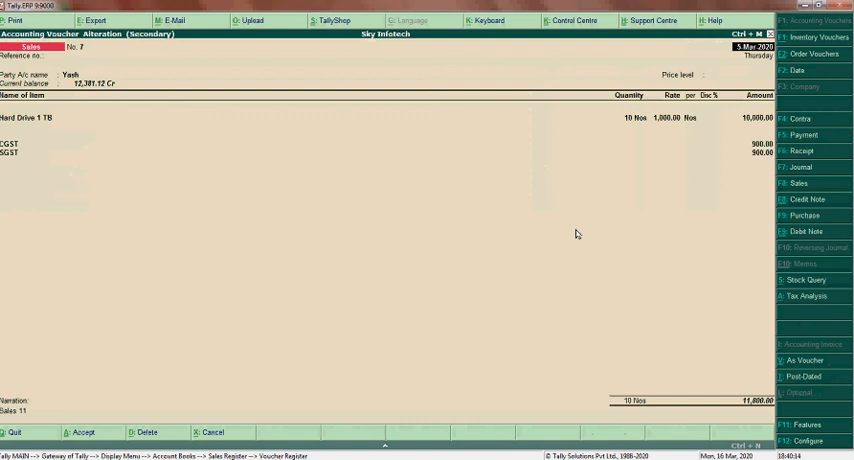 Tally.ERP 9:9000
P: Print E: Export M: E-Mail O: Upload S: TallyShop G: Language K: Keyboard K: Control Centre H: Support Centre H: Help F1: Accounting Vouchers
Accounting Voucher Alteration (Secondary) Sky Infotech Ctrl + M F1: Inventory Vouchers
Sales No. 7 5-Mar-2020
Reference no.: Thursday F2: Order Vouchers
F2: Date
Party A/c name : Yash Price level :
Current balance : 12,381.12 Cr F3: Company
Name of Item Quantity Rate per Disc % Amount
Hard Drive 1 TB 10 Nos 1,000.00 Nos 10,000.00 F4: Contra
F5: Payment
CGST 900.00
SGST 900.00 F6: Receipt
F7: Journal
F8: Sales
F8: Credit Note
F9: Purchase
F9: Debit Note
F10: Reversing Journal
F10: Memos
S: Stock Query
A: Tax Analysis
I: Accounting Invoice
V: As Voucher
T: Post-Dated
L: Optional
Narration: 10 Nos 11,800.00
Sales 11
F11: Features
Q: Quit A: Accept D: Delete X: Cancel F12: Configure
Ctrl + N
Tally MAIN --> Gateway of Tally --> Display Menu --> Account Books --> Sales Register --> Voucher Register © Tally Solutions Pvt Ltd., 1988-2020 Mon, 16 Mar, 2020 18:40:14